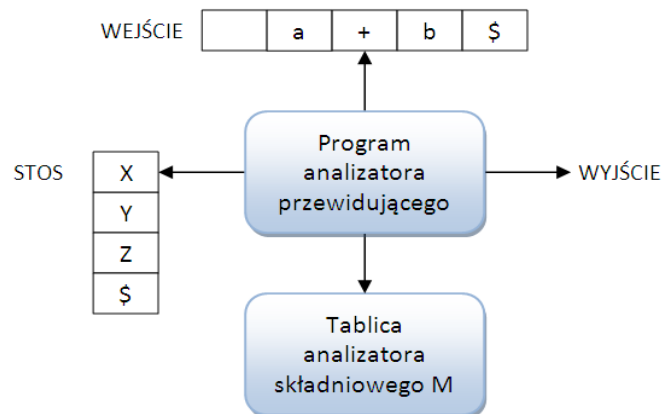 WEJŚCIE a + b $
Program
analizatora
przewidującego
STOS
X
Y
Z
$
WYJŚCIE
Tablica
analizatora
składniowego M